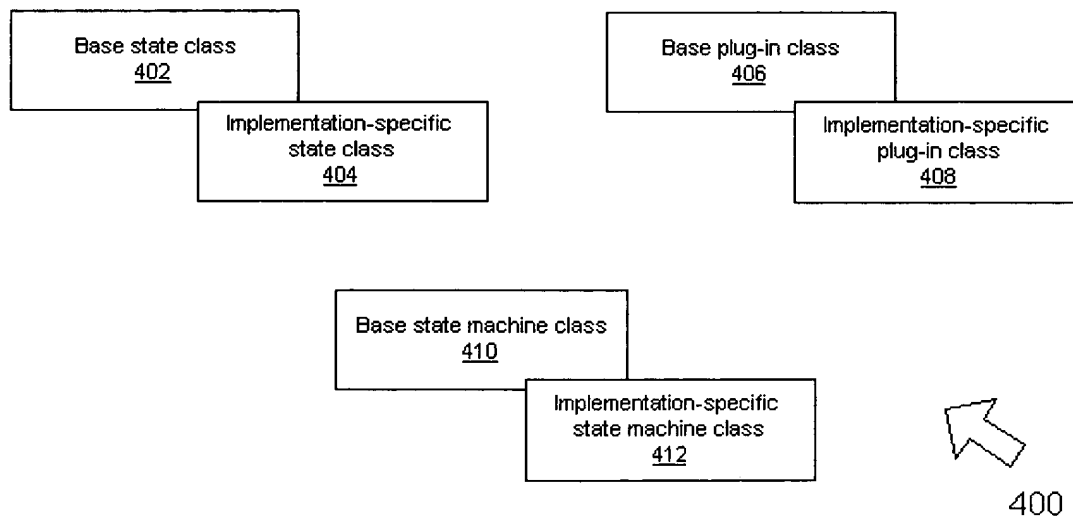 Base state class
402
Implementation-specific
state class
404
Base plug-in class
406
Implementation-specific
plug-in class
408
Base state machine class
410
Implementation-specific
state machine class
412
400